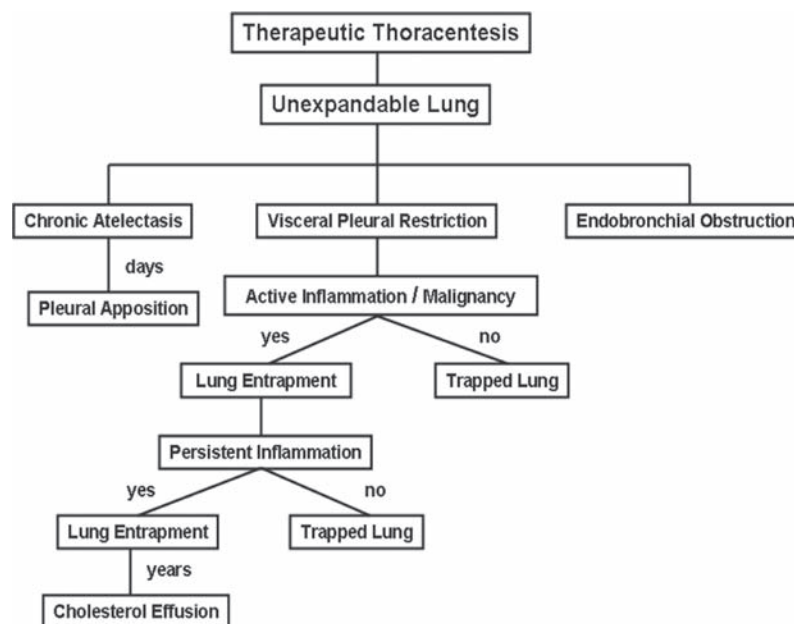 Therapeutic Thoracentesis
Unexpandable Lung
Chronic Atelectasis
Visceral Pleural Restriction
Endobronchial Obstruction
days
Pleural Apposition
Active Inflammation / Malignancy
yes
no
Lung Entrapment
Trapped Lung
Persistent Inflammation
yes
no
Lung Entrapment
Trapped Lung
years
Cholesterol Effusion